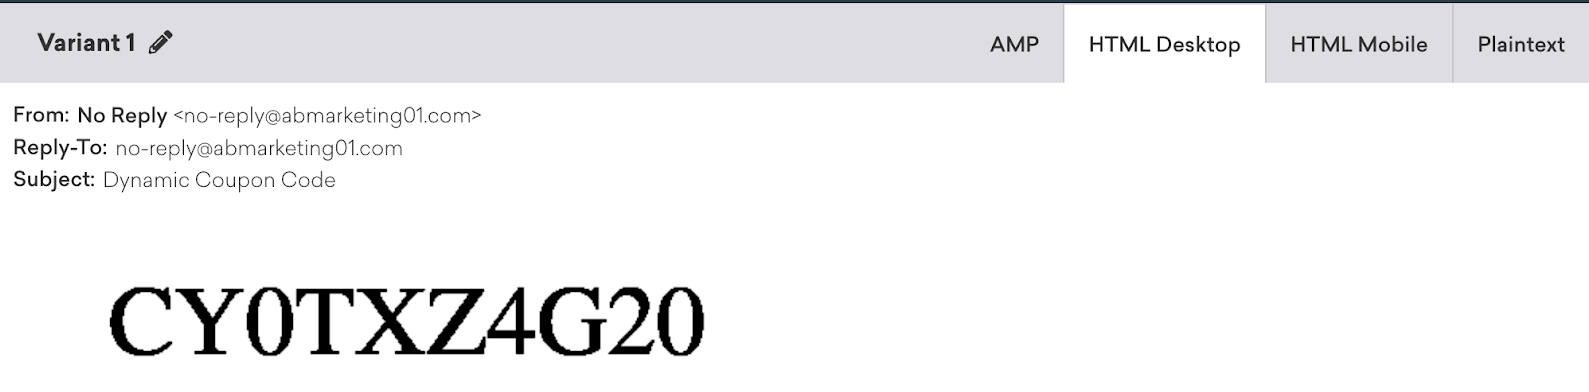 Variant 1 AMP HTML Desktop HTML Mobile Plaintext
From: No Reply <no-reply@abmarketing01.com>
Reply-To: no-reply@abmarketing01.com
Subject: Dynamic Coupon Code
CY0TXZ4G20